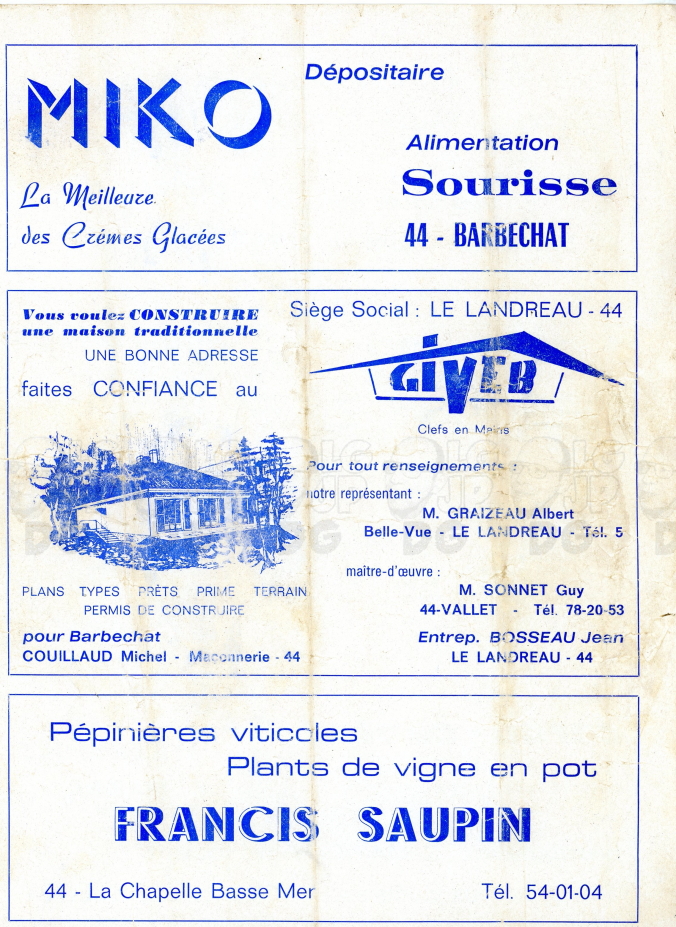 MIKO
Dépositaire
La Meilleure
des Crémes Glacées
Alimentation
Sourisse
44 - BARBECHAT
Vous voulez CONSTRUIRE
une maison traditionnelle
UNE BONNE ADRESSE
faites CONFIANCE au
Siège Social : LE LANDREAU - 44
GIVEB
Clefs en Mains
Pour tout renseignements :
notre représentant :
M. GRAIZEAU Albert
Belle-Vue - LE LANDREAU - Tél. 5
maitre-d'œuvre :
M. SONNET Guy
44-VALLET - Tél. 78-20-53
PLANS TYPES PRÈTS PRIME TERRAIN
PERMIS DE CONSTRUIRE
pour Barbechat
COUILLAUD Michel - Maçonnerie - 44
Entrep. BOSSEAU Jean
LE LANDREAU - 44
Pépinières viticoles
Plants de vigne en pot
FRANCIS SAUPIN
44 - La Chapelle Basse Mer
Tél. 54-01-04